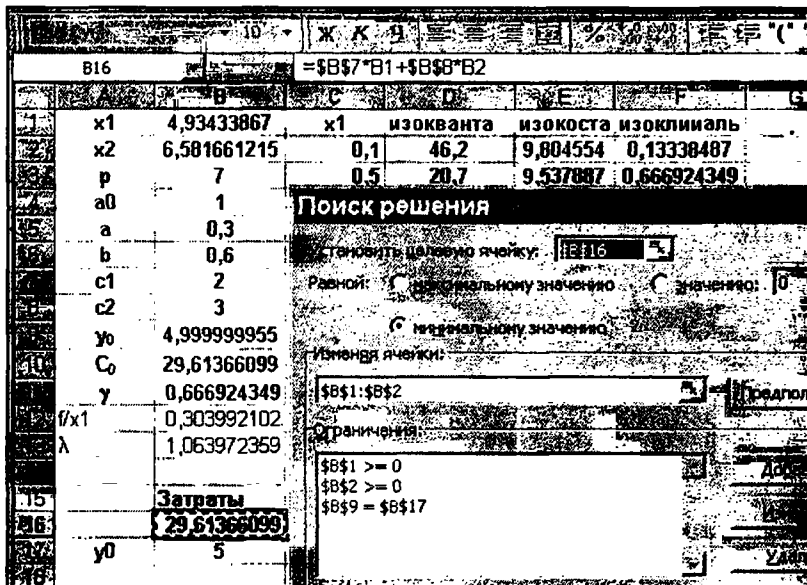 10 Ж К Ч
B16 =$B$7*B1+$B$8*B2
A B C D E F G
1 x1 4,93433867 x1 изокванта изокоста изоклиналь
2 x2 6,581661215 0,1 46,2 9,804554 0,13338487
3 p 7 0,5 20,7 9,537887 0,666924349
4 a0 1
5 a 0,3
6 b 0,6
7 c1 2
8 c2 3
y₀ 4,999999955
10 C₀ 29,61366099
γ 0,666924349
f/x1 0,303992102
λ 1,063972359
15 Затраты
16 29,61366099
17 y0 5
18
Поиск решения
Установить целевую ячейку: $B$16
Равной: максимальному значению значению: 0
минимальному значению
Изменяя ячейки:
$B$1:$B$2
Предпол
Ограничения:
$B$1 >= 0
$B$2 >= 0
$B$9 = $B$17